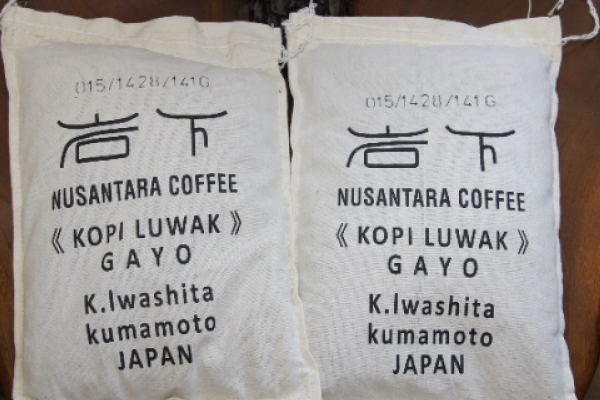 015/1428/141G
岩下
NUSANTARA COFFEE
《 KOPI LUWAK 》
GAYO
K.Iwashita
kumamoto
JAPAN
015/1428/141G
岩下
NUSANTARA COFFEE
《 KOPI LUWAK 》
GAYO
K.Iwashita
kumamoto
JAPAN